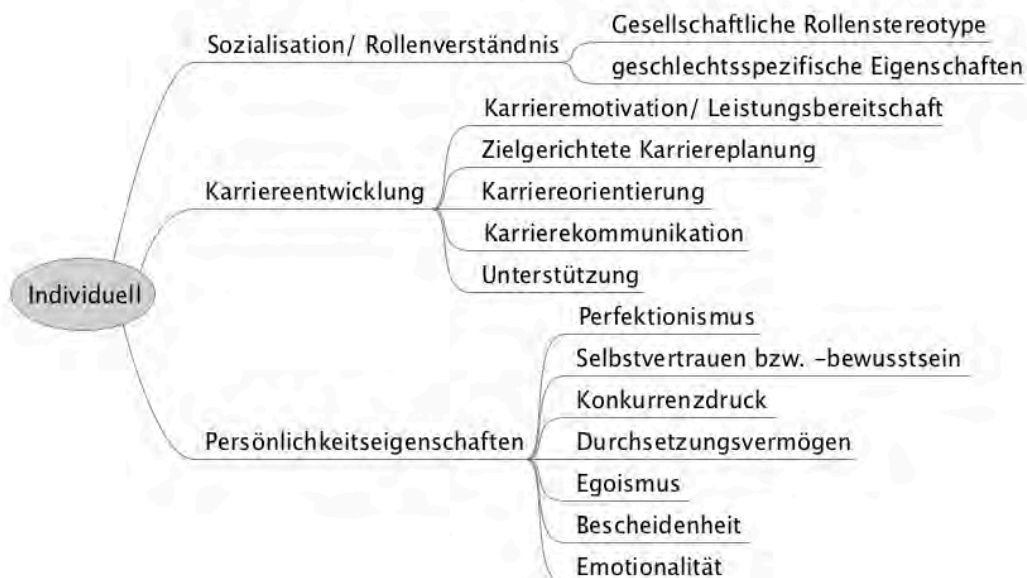 Gesellschaftliche Rollenstereotype
Sozialisation/ Rollenverständnis
geschlechtsspezifische Eigenschaften
Karrieremotivation/ Leistungsbereitschaft
Zielgerichtete Karriereplanung
Karriereentwicklung
Karriereorientierung
Karrierekommunikation
Unterstützung
Individuell
Perfektionismus
Selbstvertrauen bzw. -bewusstsein
Konkurrenzdruck
Persönlichkeitseigenschaften
Durchsetzungsvermögen
Egoismus
Bescheidenheit
Emotionalität